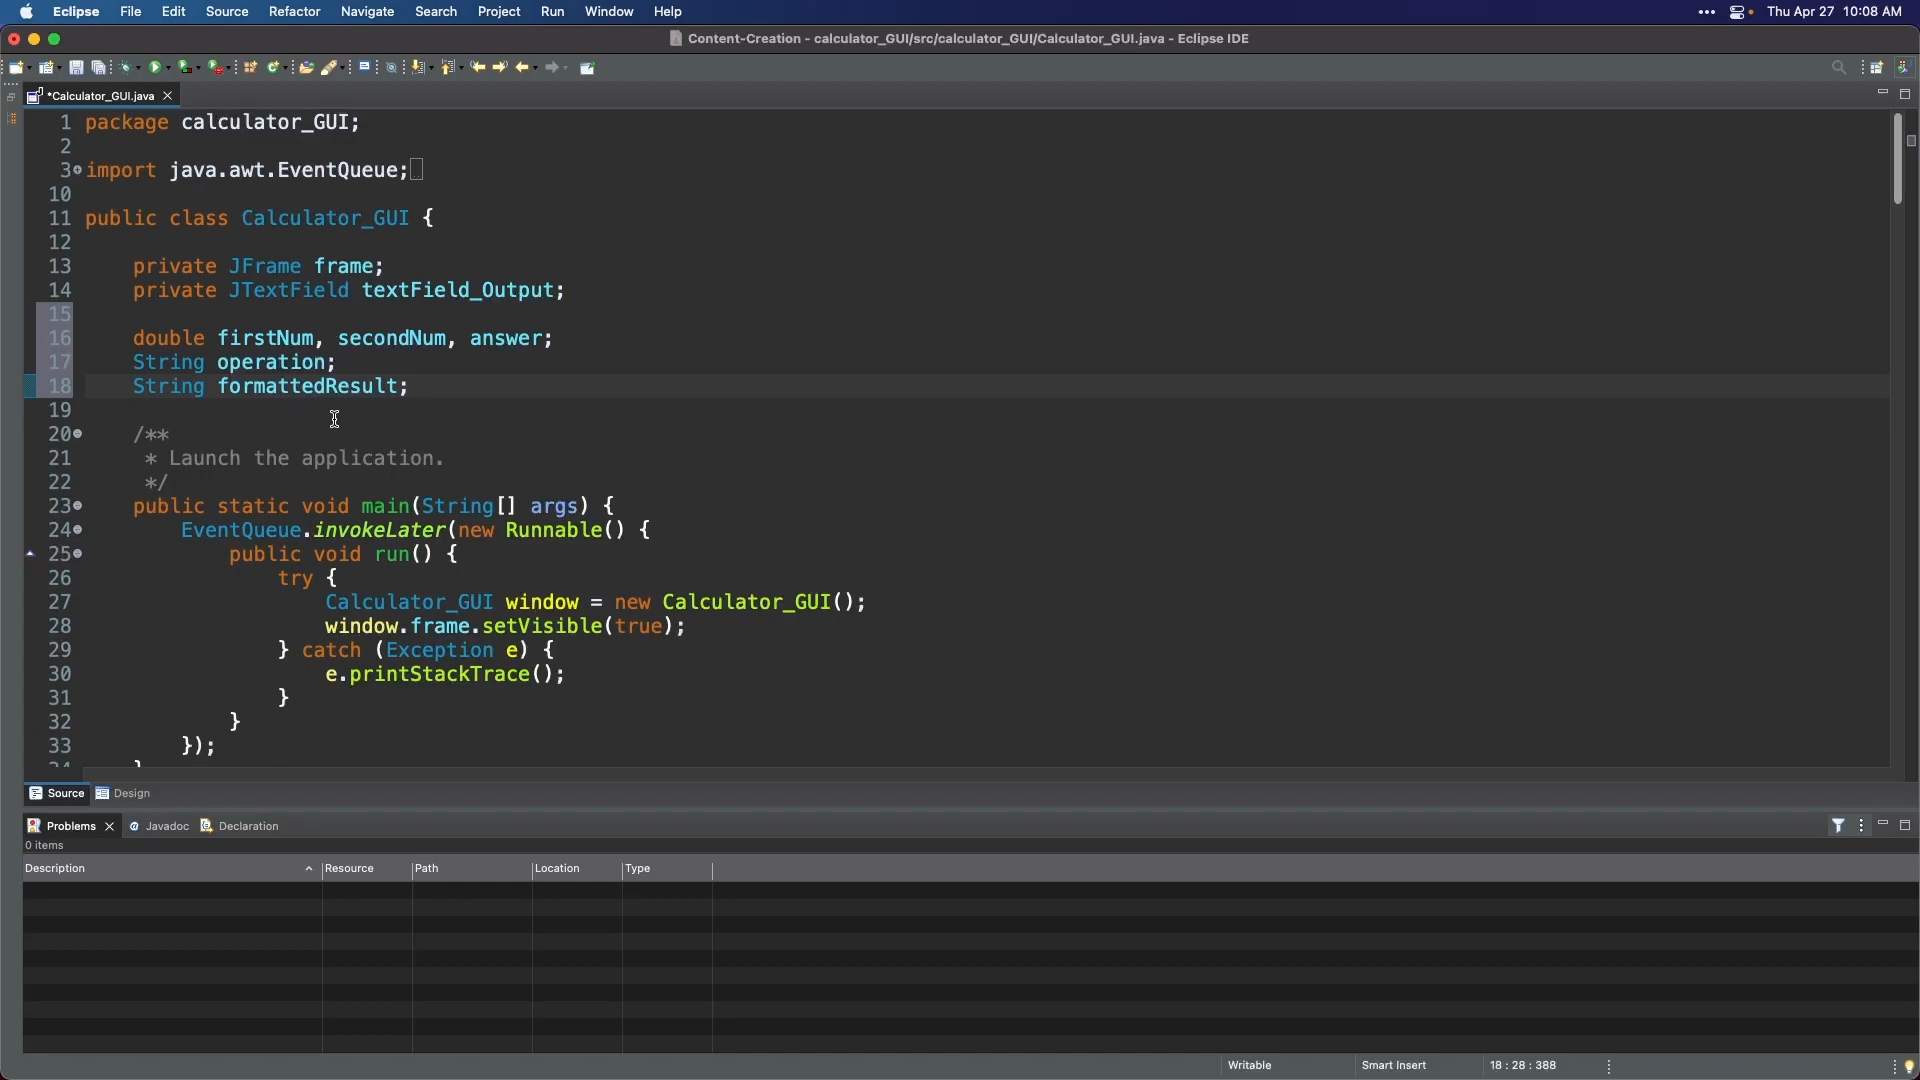 Eclipse File Edit Source Refactor Navigate Search Project Run Window Help Thu Apr 27 10:08 AM
Content-Creation - calculator_GUI/src/calculator_GUI/Calculator_GUI.java - Eclipse IDE
*Calculator_GUI.java
1 package calculator_GUI;
2
3 import java.awt.EventQueue;
10
11 public class Calculator_GUI {
12
13 private JFrame frame;
14 private JTextField textField_Output;
15
16 double firstNum, secondNum, answer;
17 String operation;
18 String formattedResult;
19
20 /**
21 * Launch the application.
22 */
23 public static void main(String[] args) {
24 EventQueue.invokeLater(new Runnable() {
25 public void run() {
26 try {
27 Calculator_GUI window = new Calculator_GUI();
28 window.frame.setVisible(true);
29 } catch (Exception e) {
30 e.printStackTrace();
31 }
32 }
33 });
34 }
Source Design
Problems Javadoc Declaration
0 items
Description Resource Path Location Type
Writable Smart Insert 18 : 28 : 388